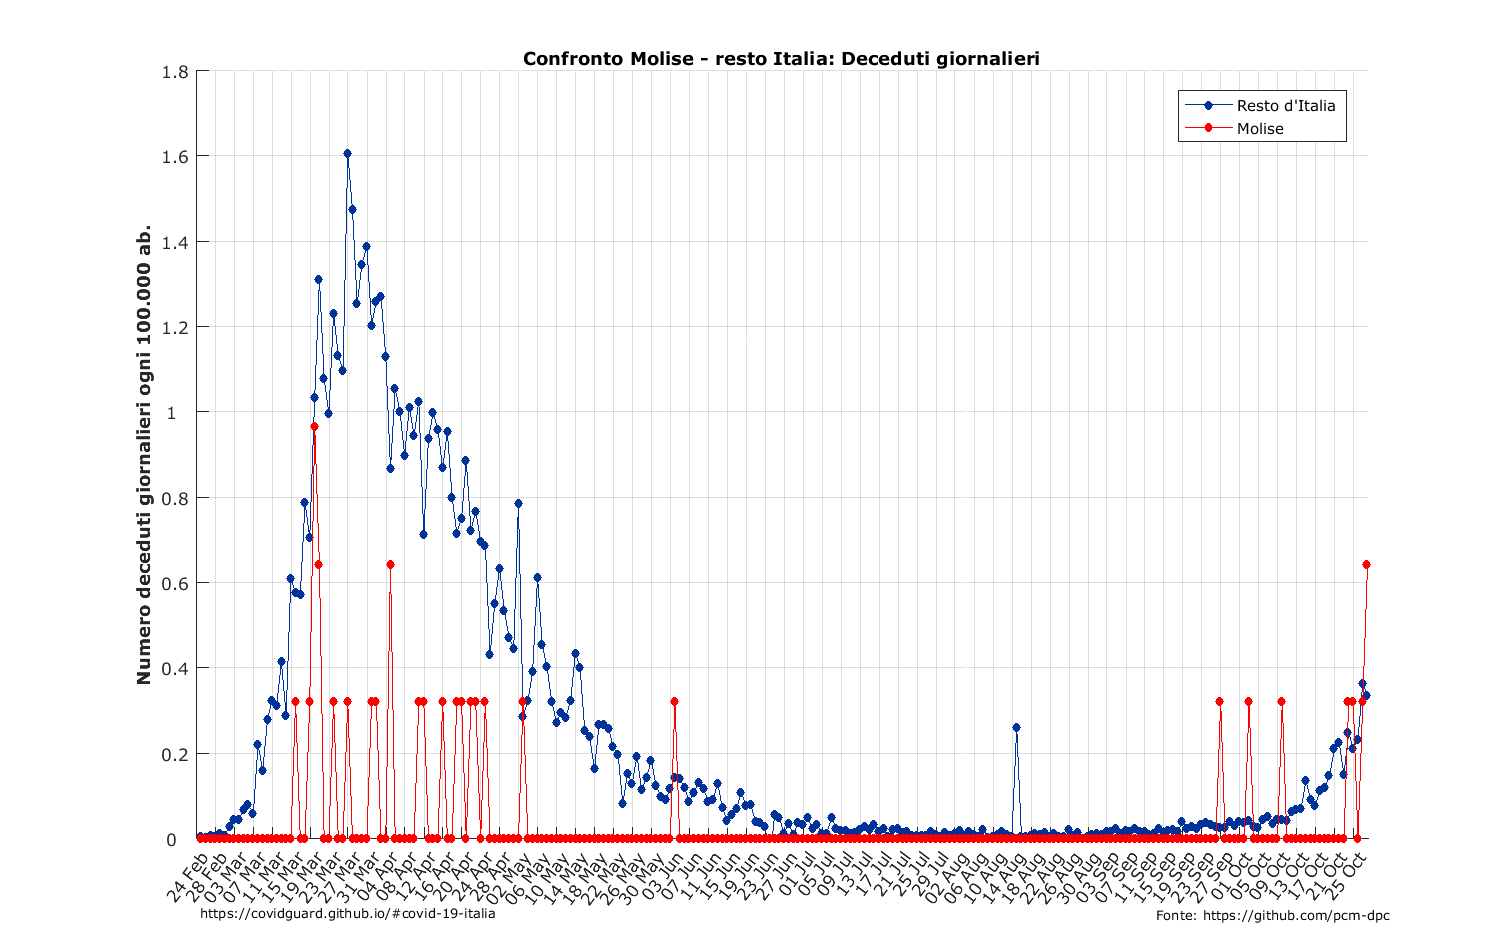 Confronto Molise - resto Italia: Deceduti giornalieri
Numero deceduti giornalieri ogni 100.000 ab.
1.8
1.6
1.4
1.2
1
0.8
0.6
0.4
0.2
0
Resto d'Italia
Molise
24 Feb
28 Feb
03 Mar
07 Mar
11 Mar
15 Mar
19 Mar
23 Mar
27 Mar
31 Mar
04 Apr
08 Apr
12 Apr
16 Apr
20 Apr
24 Apr
28 Apr
02 May
06 May
10 May
14 May
18 May
22 May
26 May
30 May
03 Jun
07 Jun
11 Jun
15 Jun
19 Jun
23 Jun
27 Jun
01 Jul
05 Jul
09 Jul
13 Jul
17 Jul
21 Jul
25 Jul
29 Jul
02 Aug
06 Aug
10 Aug
14 Aug
18 Aug
22 Aug
26 Aug
30 Aug
03 Sep
07 Sep
11 Sep
15 Sep
19 Sep
23 Sep
27 Sep
01 Oct
05 Oct
09 Oct
13 Oct
17 Oct
21 Oct
25 Oct
https://covidguard.github.io/#covid-19-italia
Fonte: https://github.com/pcm-dpc